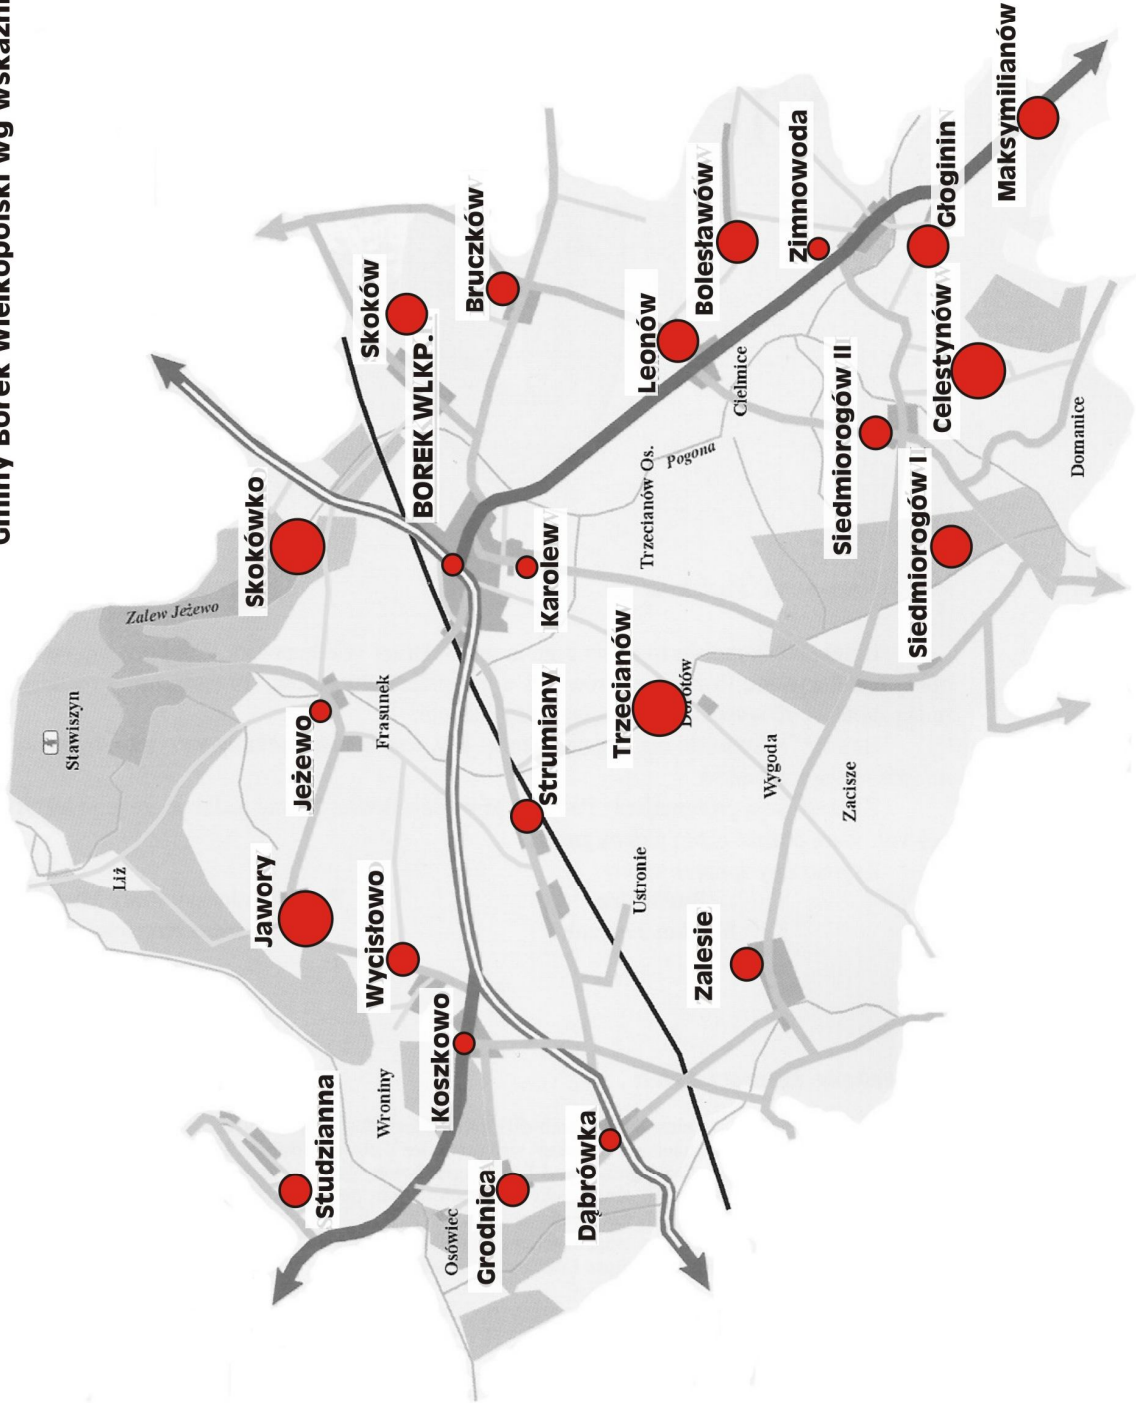 Gminy Borek Wielkopolski wg
Studzianna
Jawory
Jeżewo
Skokówko
Skoków
Bruczków
BOREK WLKP.
Wycisłowo
Koszkowo
Grodnica
Dąbrówka
Strumiany
Karolew
Trzecianów
Leonów
Bolesławów
Zimnowoda
Zalesie
Siedmiorogów II
Siedmiorogów I
Celestynów
Głoginin
Maksymilianów
Stawiszyn
Liż
Zalew Jeżewo
Frasunek
Wroniny
Osówiec
Ustronie
Trzecianów Os.
Pogona
Cielmice
Wygoda
Zacisze
Domanice